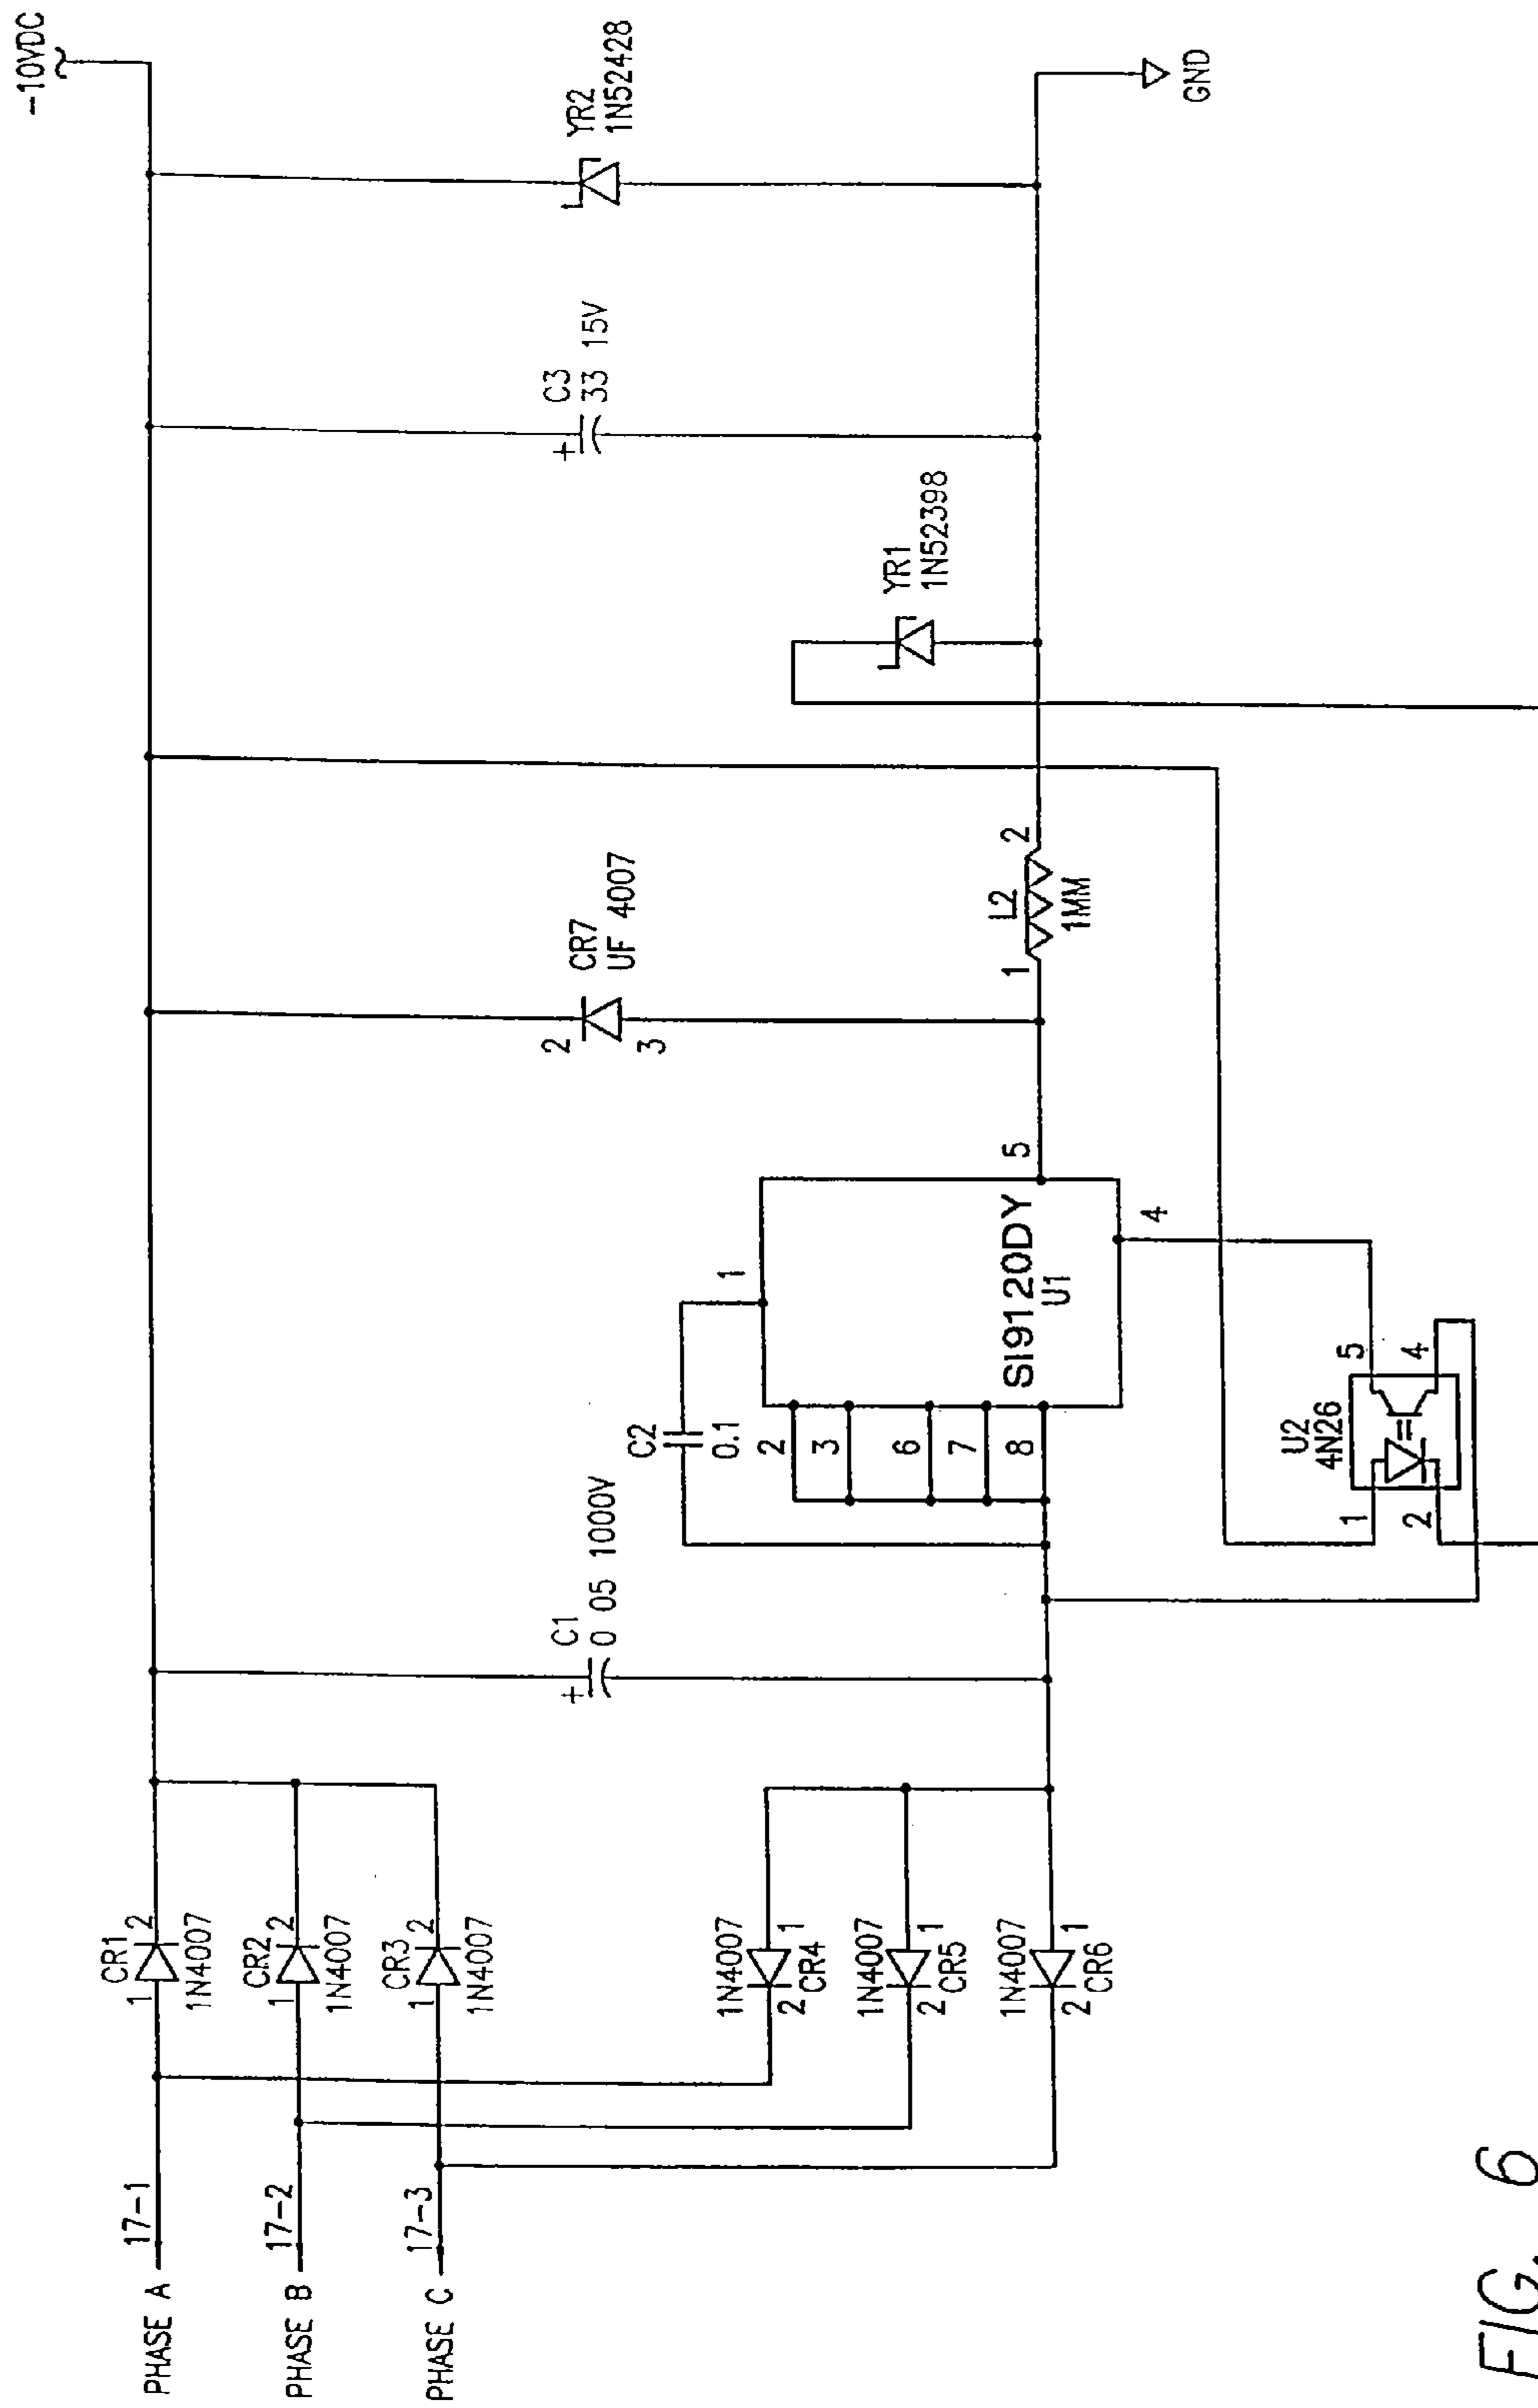 -10VDC
PHASE A
17-1
CR1
1
2
1N4007
PHASE B
17-2
CR2
1
2
1N4007
PHASE C
17-3
CR3
1
2
1N4007
1N4007
1
2
CR4
1N4007
1
2
CR5
1N4007
1
2
CR6
+
C1
0 05 1000V
C2
0.1
1
2
3
6
7
8
SI9120DY
U1
5
4
CR7
UF 4007
2
3
L2
1
2
1MM
YR1
1N52398
+
C3
33 15V
YR2
1N52428
GND
U2
4N26
1
2
5
4
FIG. 6